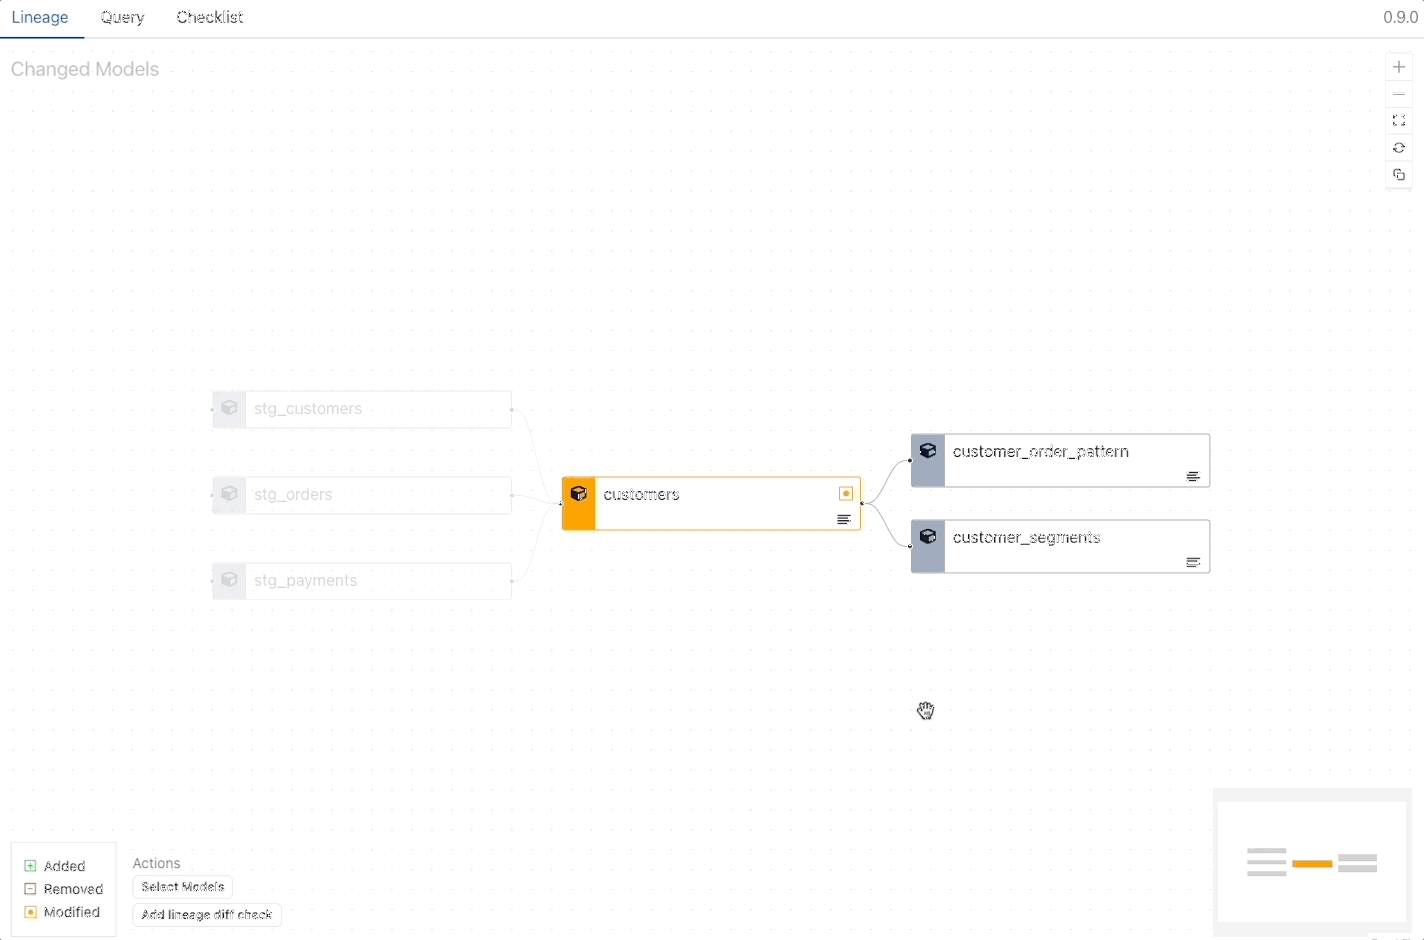 Lineage Query Checklist 0.9.0
Changed Models
stg_customers
customer_order_pattern
stg_orders
customers
customer_segments
stg_payments
Added
Removed
Modified
Actions
Select Models
Add lineage diff check